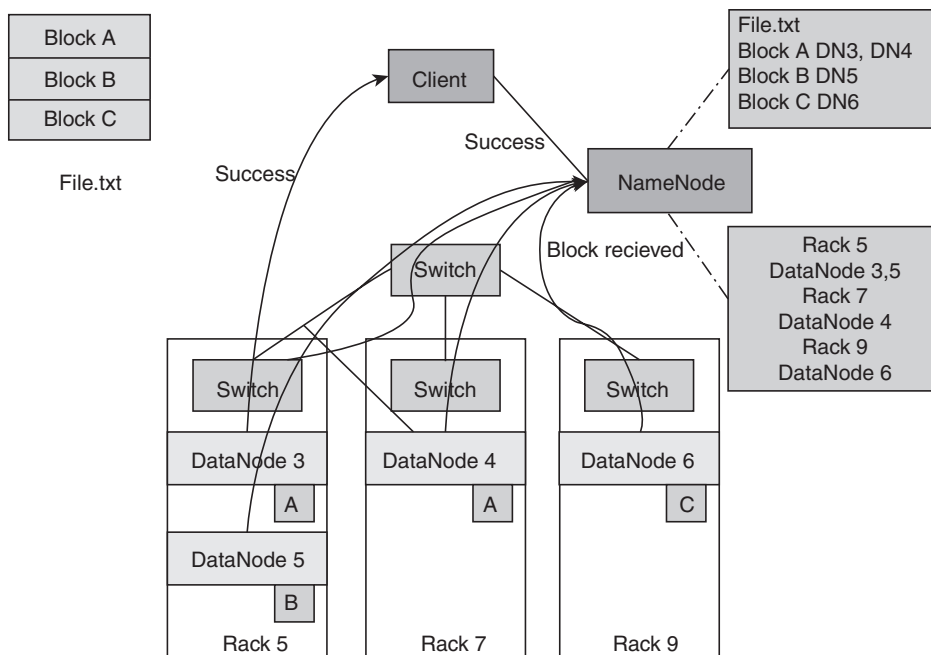 Block A
Block B
Block C
File.txt
Client
Success
Success
NameNode
File.txt
Block A DN3, DN4
Block B DN5
Block C DN6
Block recieved
Rack 5
DataNode 3,5
Rack 7
DataNode 4
Rack 9
DataNode 6
Switch
Switch
Switch
Switch
DataNode 3
A
DataNode 5
B
Rack 5
DataNode 4
A
Rack 7
DataNode 6
C
Rack 9